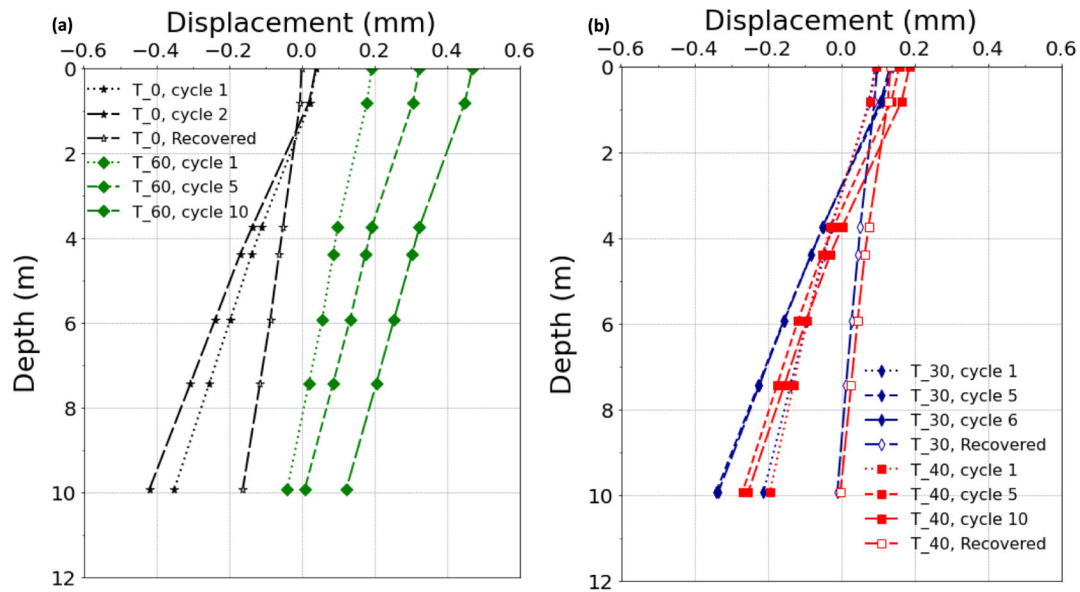 (a)
Displacement (mm)
−0.6 −0.4 −0.2 0.0 0.2 0.4 0.6
Depth (m)
0
2
4
6
8
10
12
T_0, cycle 1
T_0, cycle 2
T_0, Recovered
T_60, cycle 1
T_60, cycle 5
T_60, cycle 10
(b)
Displacement (mm)
−0.6 −0.4 −0.2 0.0 0.2 0.4 0.6
Depth (m)
0
2
4
6
8
10
12
T_30, cycle 1
T_30, cycle 5
T_30, cycle 6
T_30, Recovered
T_40, cycle 1
T_40, cycle 5
T_40, cycle 10
T_40, Recovered